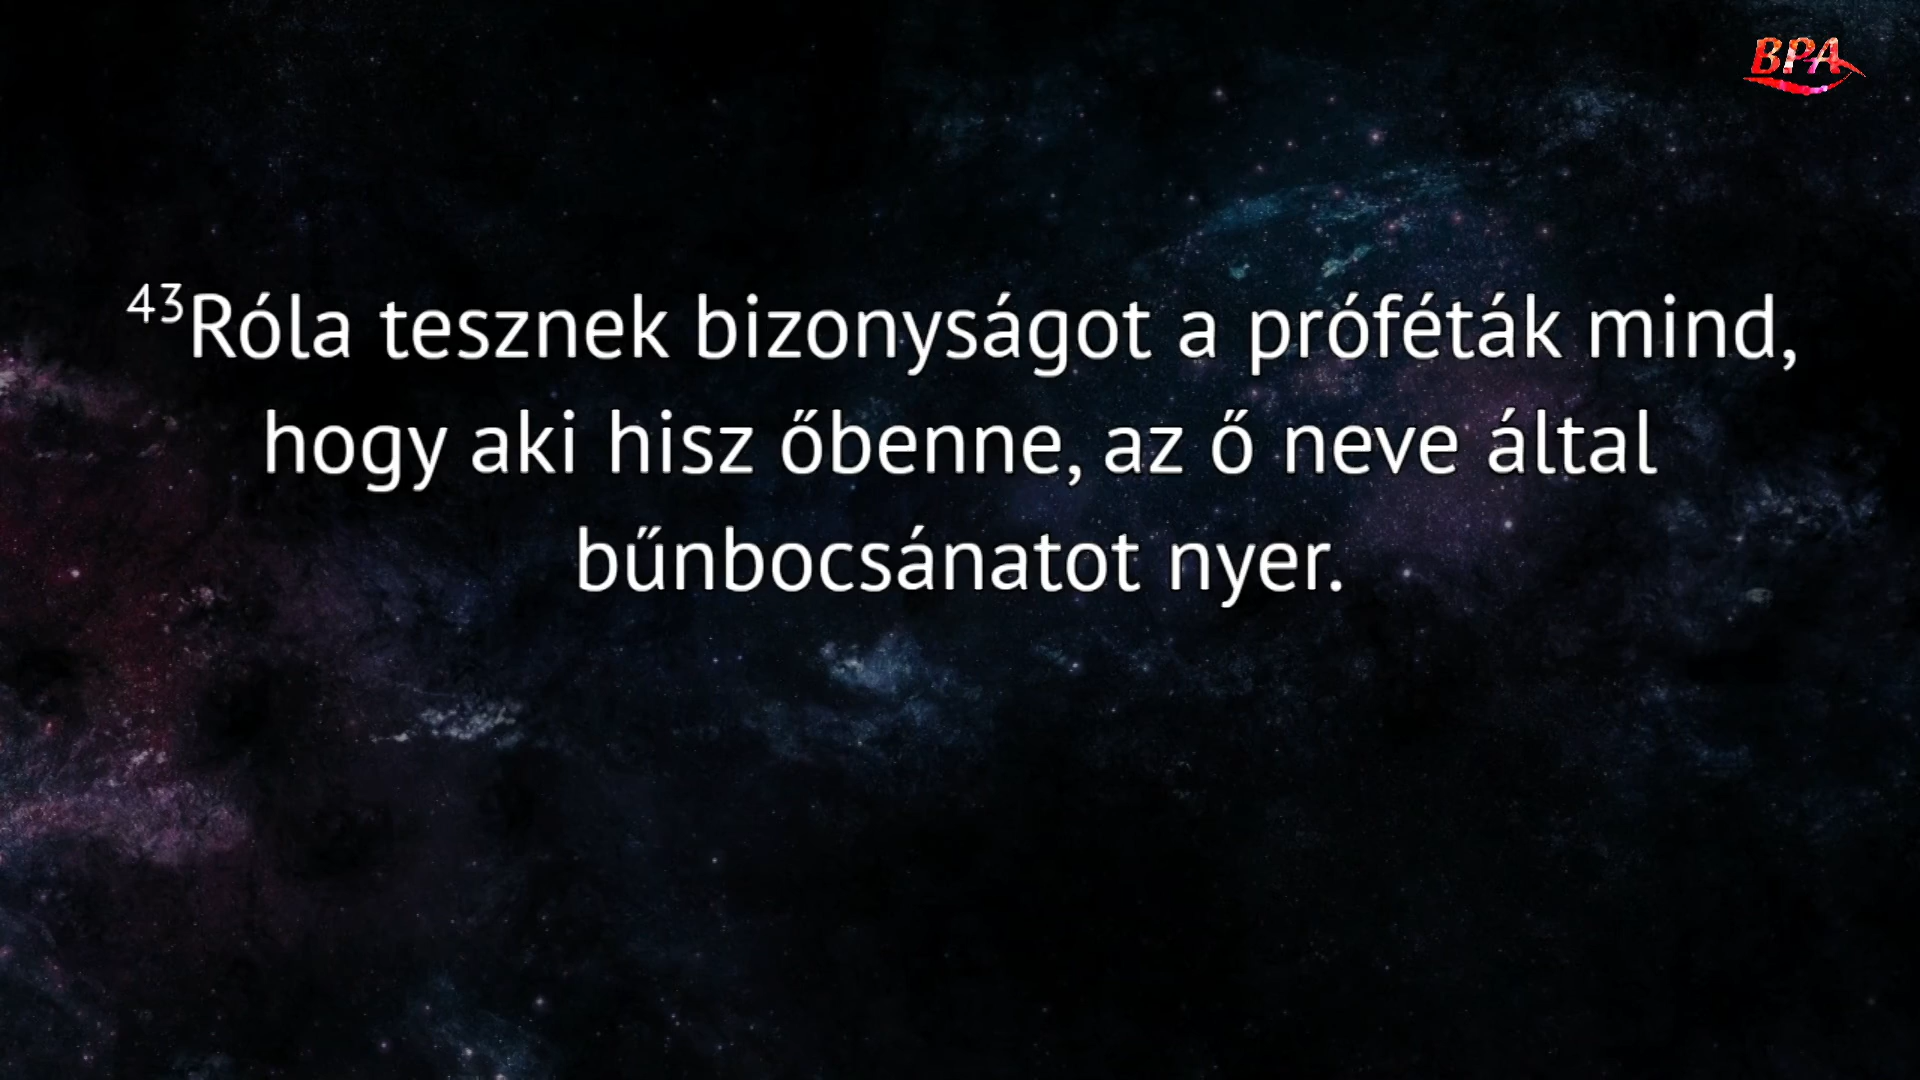 BPA
⁴³Róla tesznek bizonyságot a próféták mind,
hogy aki hisz őbenne, az ő neve által
bűnbocsánatot nyer.